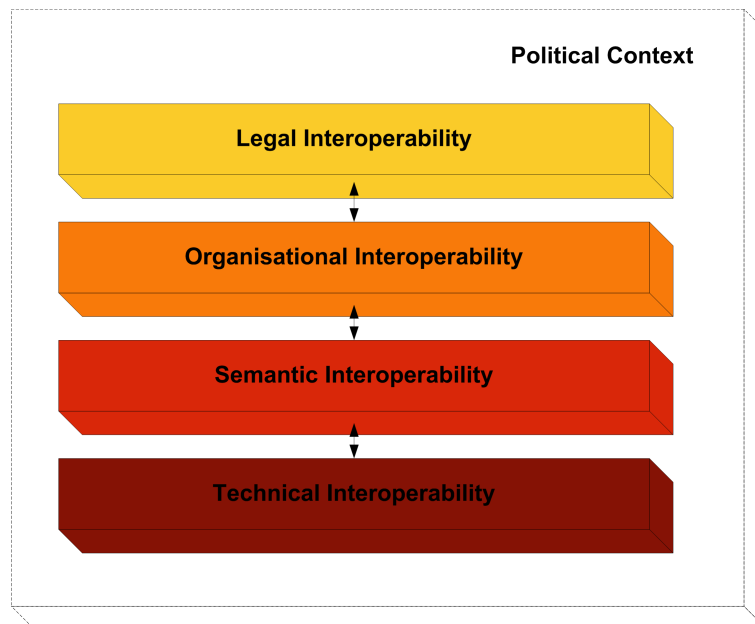 Political Context
Legal Interoperability
Organisational Interoperability
Semantic Interoperability
Technical Interoperability